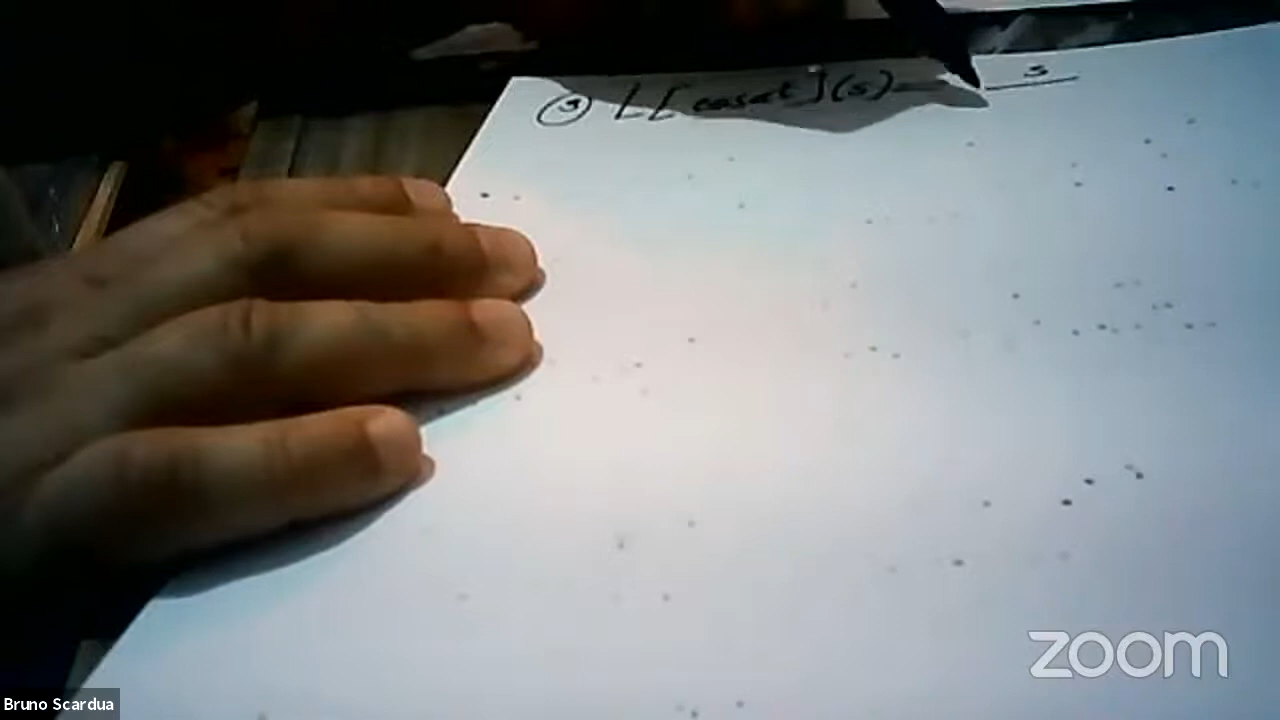 ③ L[cosat](s)= s
zoom
Bruno Scardua